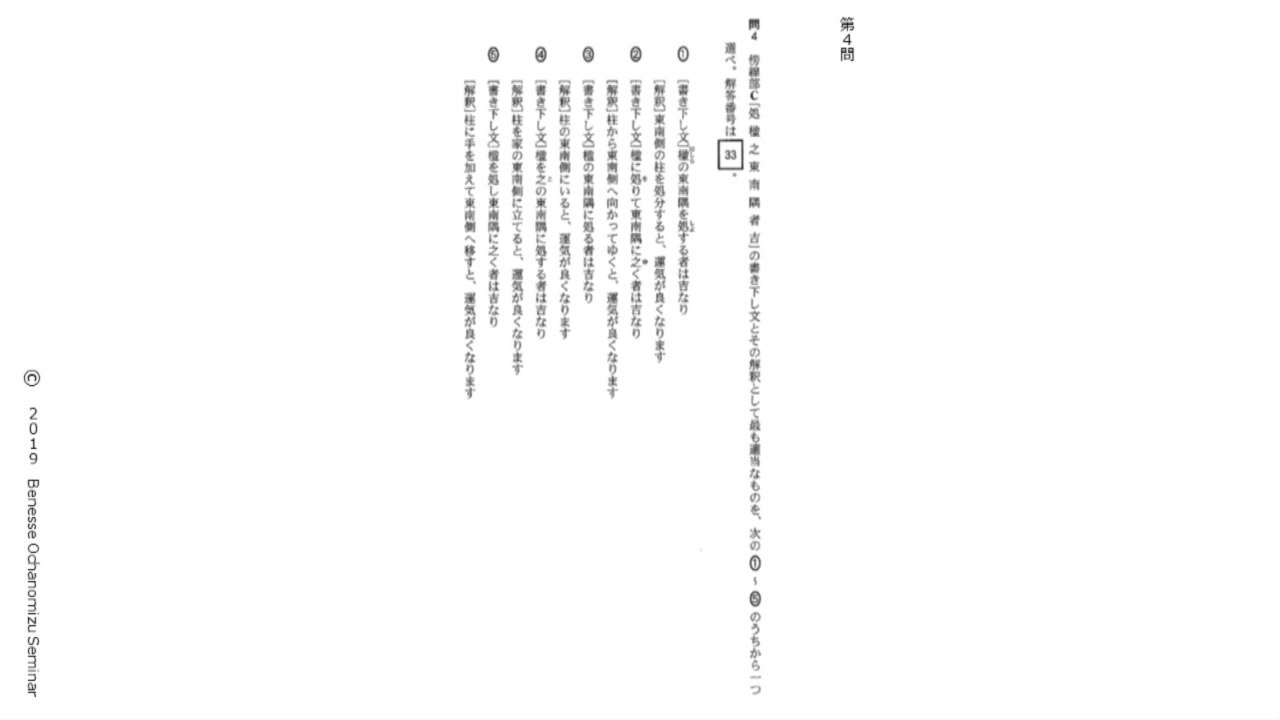 第4問
問4 傍線部C「処 楹 之 東 南 隅 者 吉」の書き下し文とその解釈として最も適当なものを、次の①～⑤のうちから一つ
選べ。解答番号は 33 。
① [書き下し文]楹の東南隅を処する者は吉なり
[解釈]東南側の柱を処分すると、運気が良くなります
② [書き下し文]楹に処りて東南隅に之く者は吉なり
[解釈]柱から東南側へ向かってゆくと、運気が良くなります
③ [書き下し文]楹の東南隅に処る者は吉なり
[解釈]柱の東南側にいると、運気が良くなります
④ [書き下し文]楹を之の東南隅に処する者は吉なり
[解釈]柱を家の東南側に立てると、運気が良くなります
⑤ [書き下し文]楹を処し東南隅に之く者は吉なり
[解釈]柱に手を加えて東南側へ移すと、運気が良くなります
© 2019 Benesse Ochanomizu Seminar